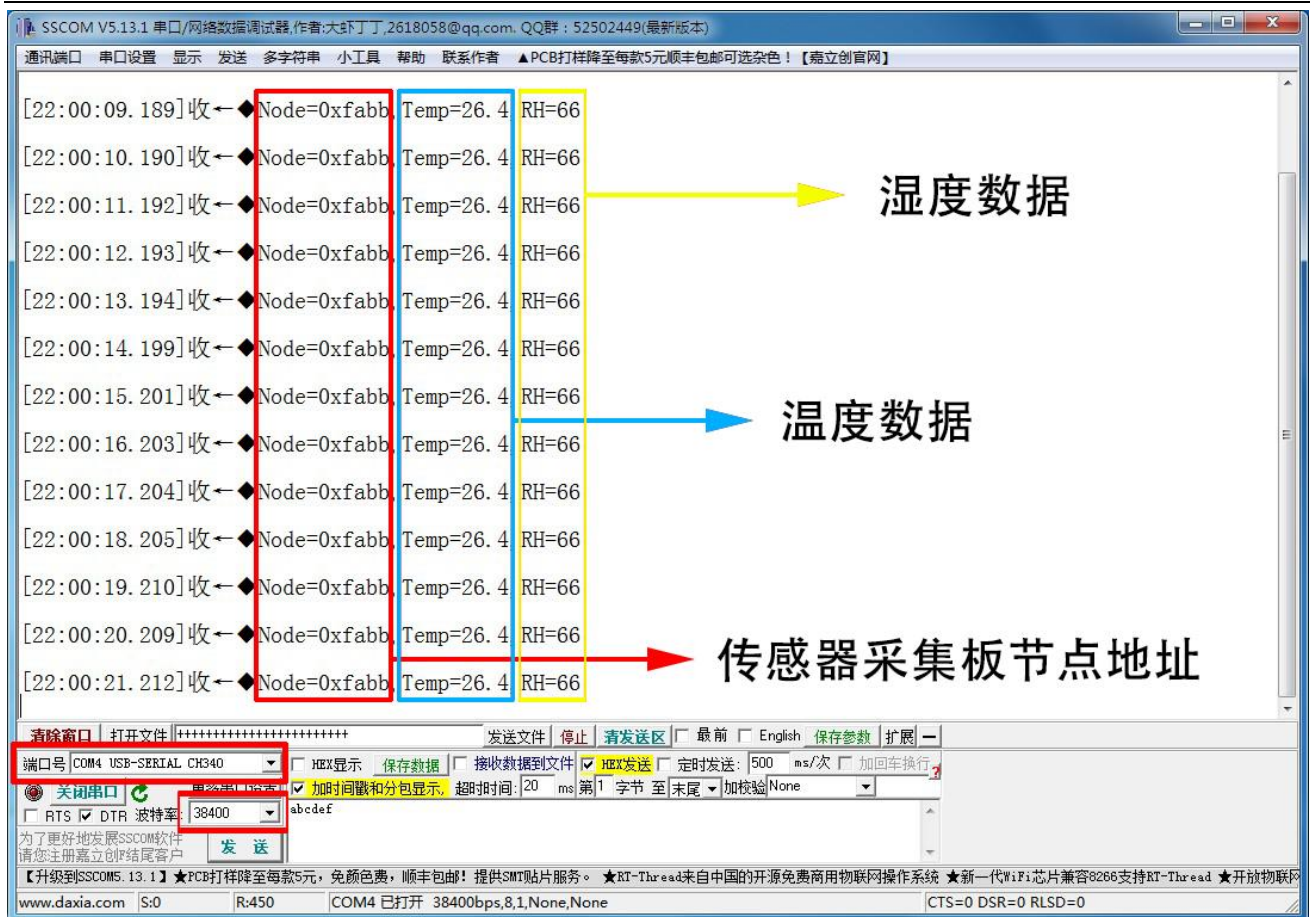 SSCOM V5.13.1 串口/网络数据调试器,作者:大虾丁丁,2618058@qq.com. QQ群：52502449(最新版本)
通讯端口 串口设置 显示 发送 多字符串 小工具 帮助 联系作者 ▲PCB打样降至每款5元顺丰包邮可选杂色！【嘉立创官网】
[22:00:09.189]收←◆Node=0xfabb,Temp=26.4,RH=66
[22:00:10.190]收←◆Node=0xfabb,Temp=26.4,RH=66
[22:00:11.192]收←◆Node=0xfabb,Temp=26.4,RH=66
湿度数据
[22:00:12.193]收←◆Node=0xfabb,Temp=26.4,RH=66
[22:00:13.194]收←◆Node=0xfabb,Temp=26.4,RH=66
[22:00:14.199]收←◆Node=0xfabb,Temp=26.4,RH=66
[22:00:15.201]收←◆Node=0xfabb,Temp=26.4,RH=66
温度数据
[22:00:16.203]收←◆Node=0xfabb,Temp=26.4,RH=66
[22:00:17.204]收←◆Node=0xfabb,Temp=26.4,RH=66
[22:00:18.205]收←◆Node=0xfabb,Temp=26.4,RH=66
[22:00:19.210]收←◆Node=0xfabb,Temp=26.4,RH=66
[22:00:20.209]收←◆Node=0xfabb,Temp=26.4,RH=66
传感器采集板节点地址
[22:00:21.212]收←◆Node=0xfabb,Temp=26.4,RH=66
清除窗口 打开文件 ++++++++++++++++++++++++ 发送文件 停止 清发送区 最前 English 保存参数 扩展 —
端口号 COM4 USB-SERIAL CH340 HEX显示 保存数据 接收数据到文件 HEX发送 定时发送: 500 ms/次 加回车换行
关闭串口 加时间戳和分包显示, 超时时间: 20 ms 第 1 字节 至 末尾 加校验 None
RTS DTR 波特率: 38400 abcdef
为了更好地发展SSCOM软件
请您注册嘉立创F结尾客户 发 送
【升级到SSCOM5.13.1】★PCB打样降至每款5元，免颜色费，顺丰包邮！提供SMT贴片服务。 ★RT-Thread来自中国的开源免费商用物联网操作系统 ★新一代WiFi芯片兼容8266支持RT-Thread ★开放物联网
www.daxia.com S:0 R:450 COM4 已打开 38400bps,8,1,None,None CTS=0 DSR=0 RLSD=0